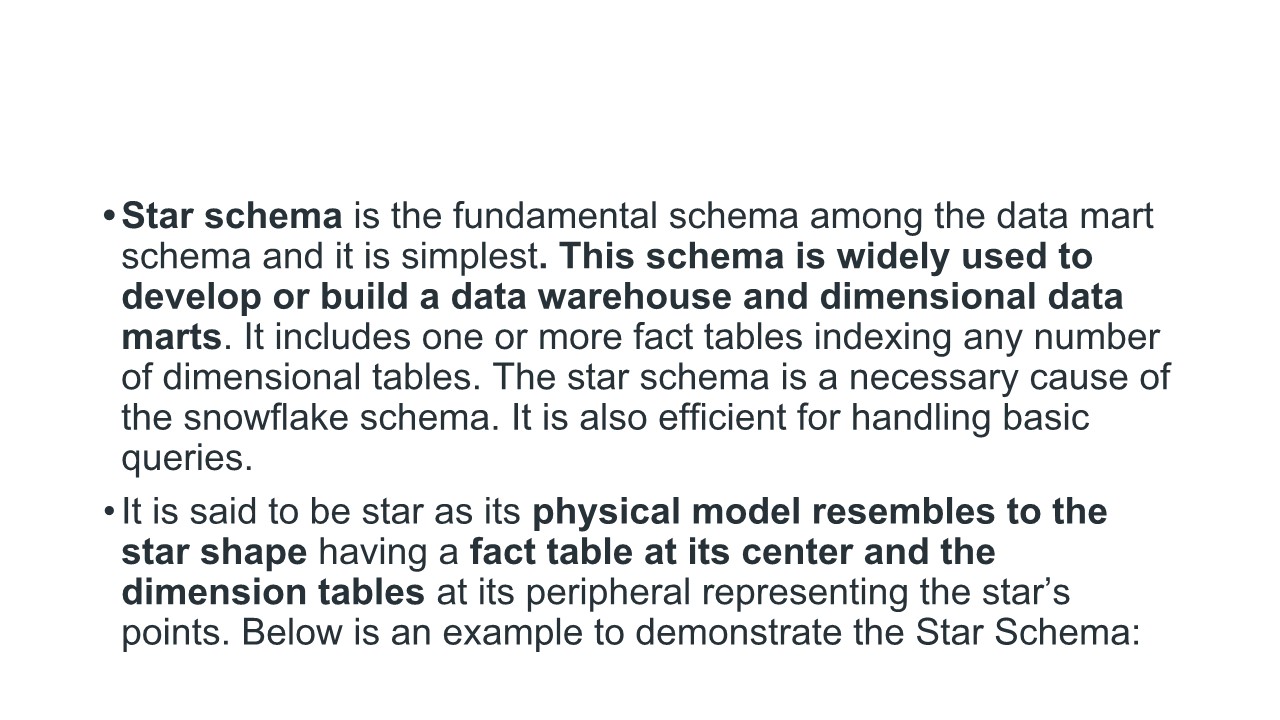 •Star schema is the fundamental schema among the data mart
schema and it is simplest. This schema is widely used to
develop or build a data warehouse and dimensional data
marts. It includes one or more fact tables indexing any number
of dimensional tables. The star schema is a necessary cause of
the snowflake schema. It is also efficient for handling basic
queries.
•It is said to be star as its physical model resembles to the
star shape having a fact table at its center and the
dimension tables at its peripheral representing the star’s
points. Below is an example to demonstrate the Star Schema: